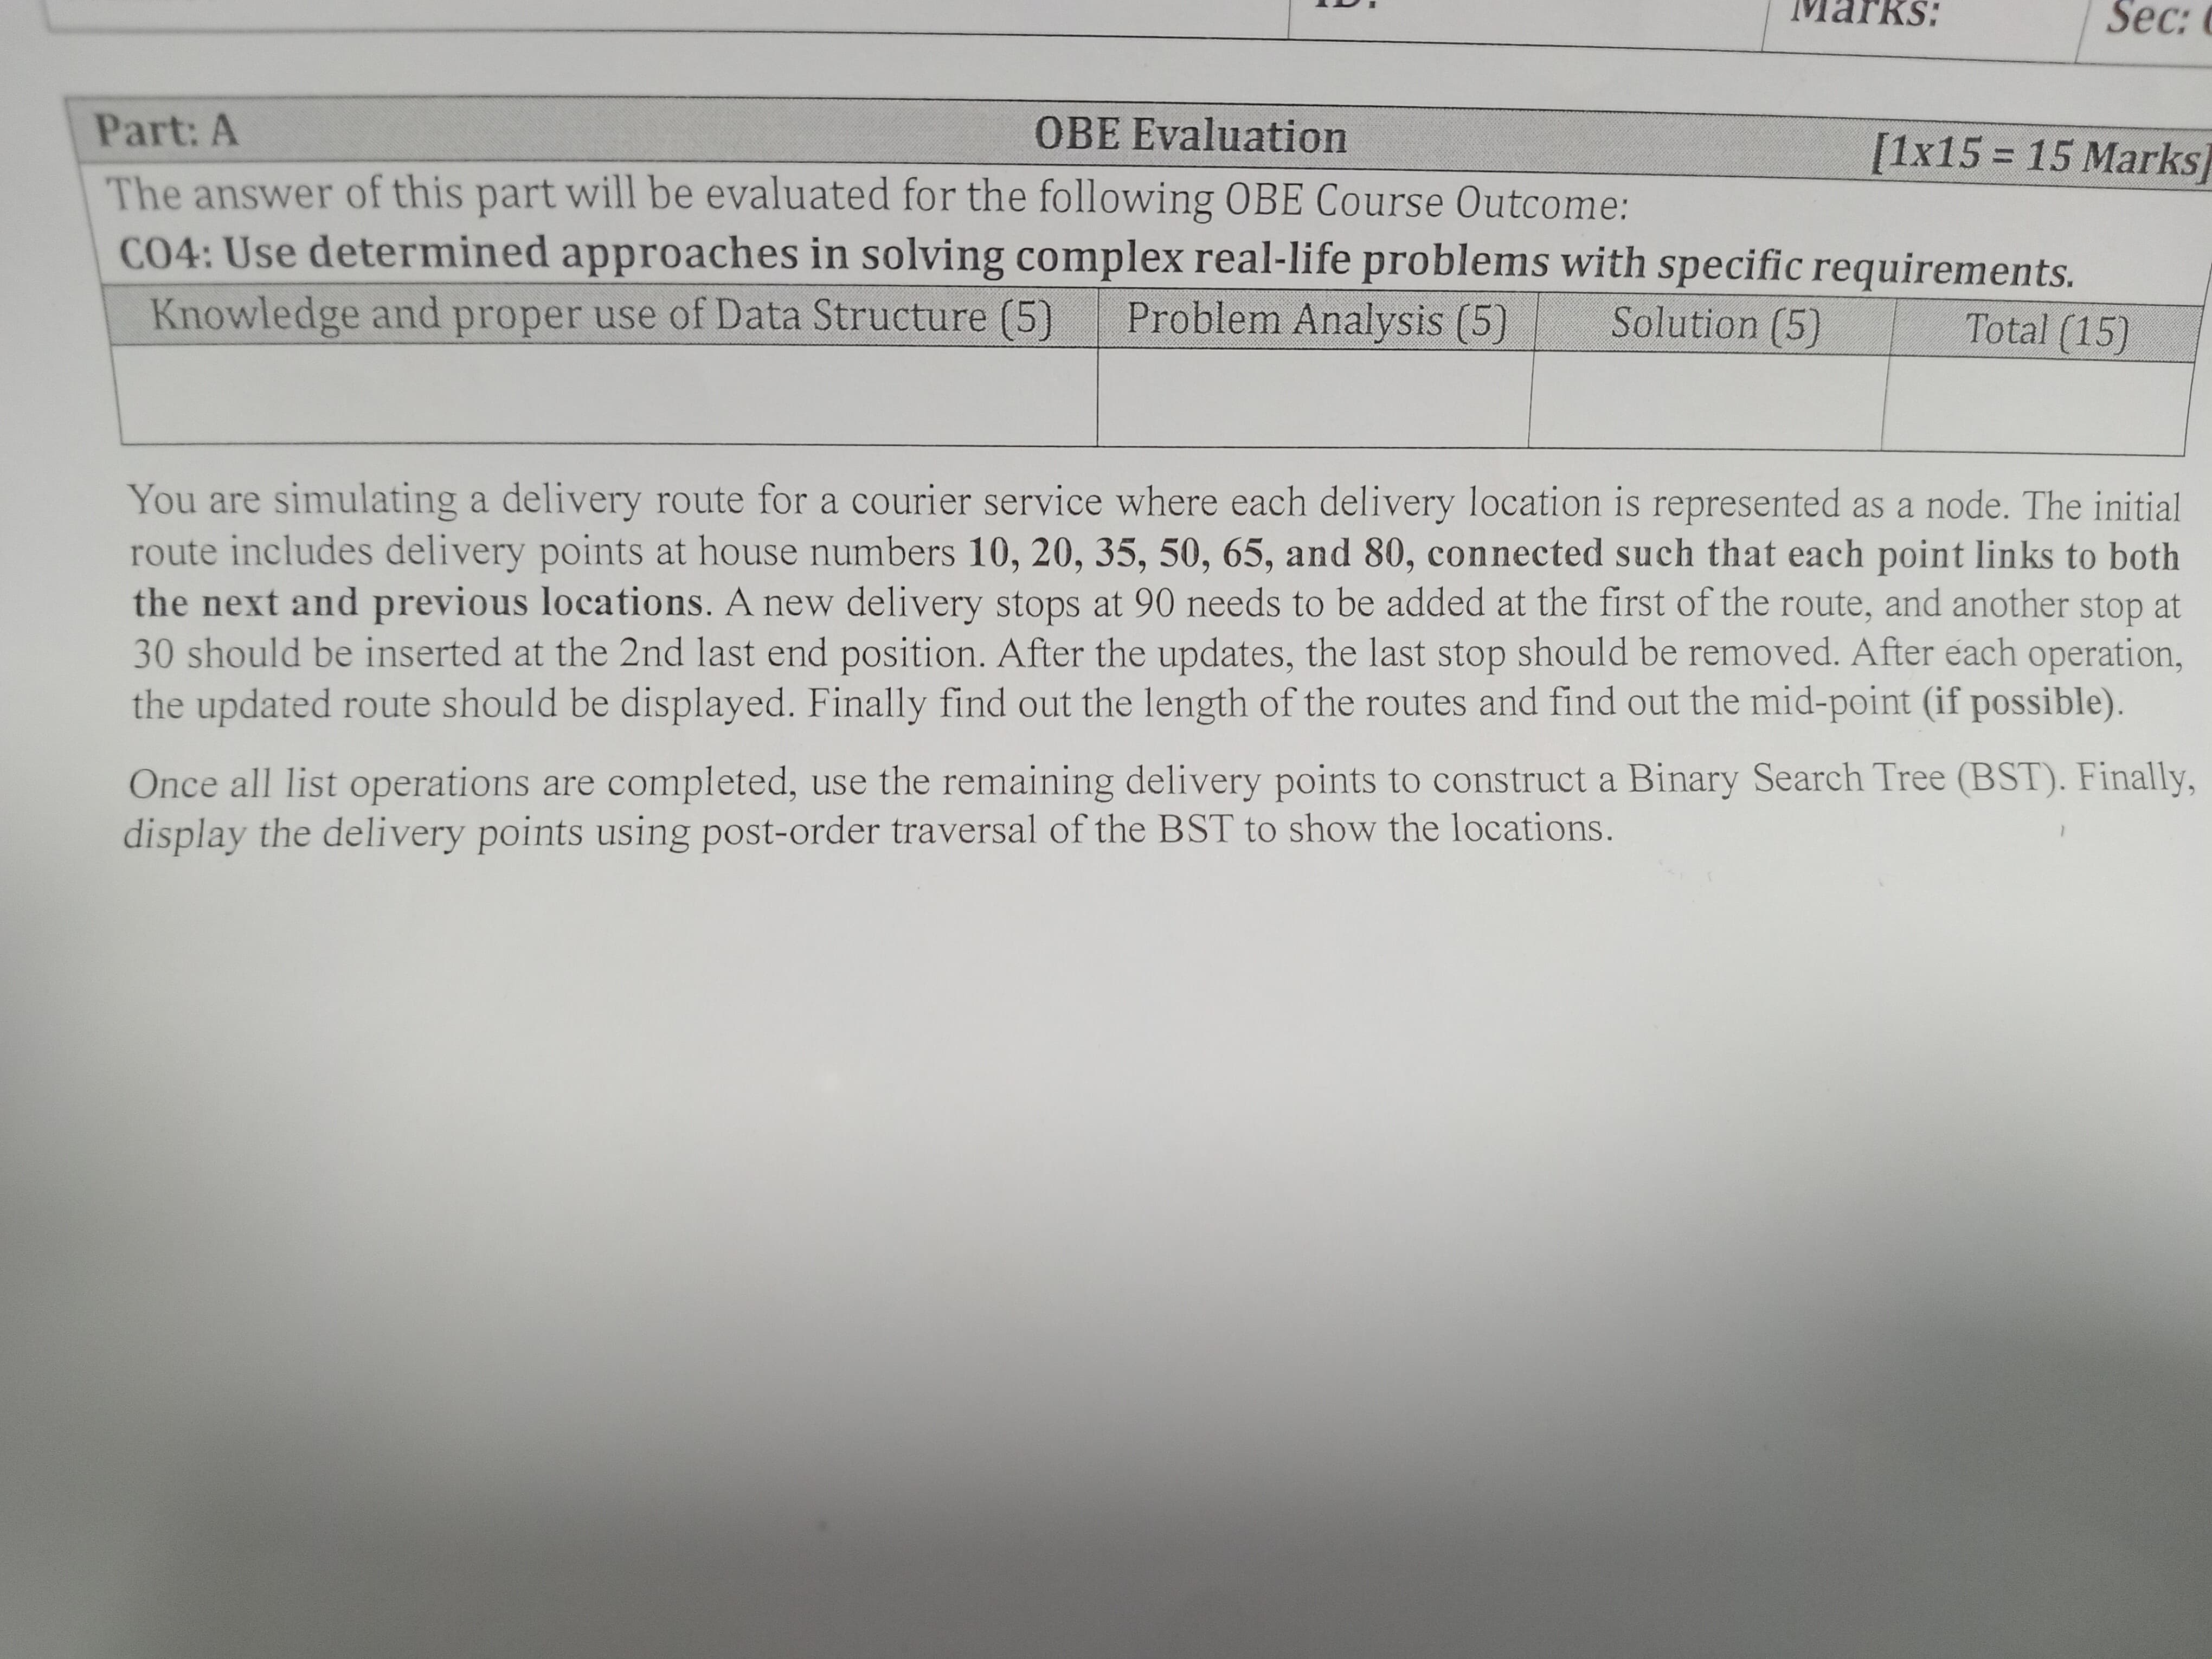 Marks:
Sec:
Part: A OBE Evaluation [1x15 = 15 Marks]
The answer of this part will be evaluated for the following OBE Course Outcome:
CO4: Use determined approaches in solving complex real-life problems with specific requirements.
Knowledge and proper use of Data Structure (5) Problem Analysis (5) Solution (5) Total (15)
You are simulating a delivery route for a courier service where each delivery location is represented as a node. The initial
route includes delivery points at house numbers 10, 20, 35, 50, 65, and 80, connected such that each point links to both
the next and previous locations. A new delivery stops at 90 needs to be added at the first of the route, and another stop at
30 should be inserted at the 2nd last end position. After the updates, the last stop should be removed. After each operation,
the updated route should be displayed. Finally find out the length of the routes and find out the mid-point (if possible).
Once all list operations are completed, use the remaining delivery points to construct a Binary Search Tree (BST). Finally,
display the delivery points using post-order traversal of the BST to show the locations.